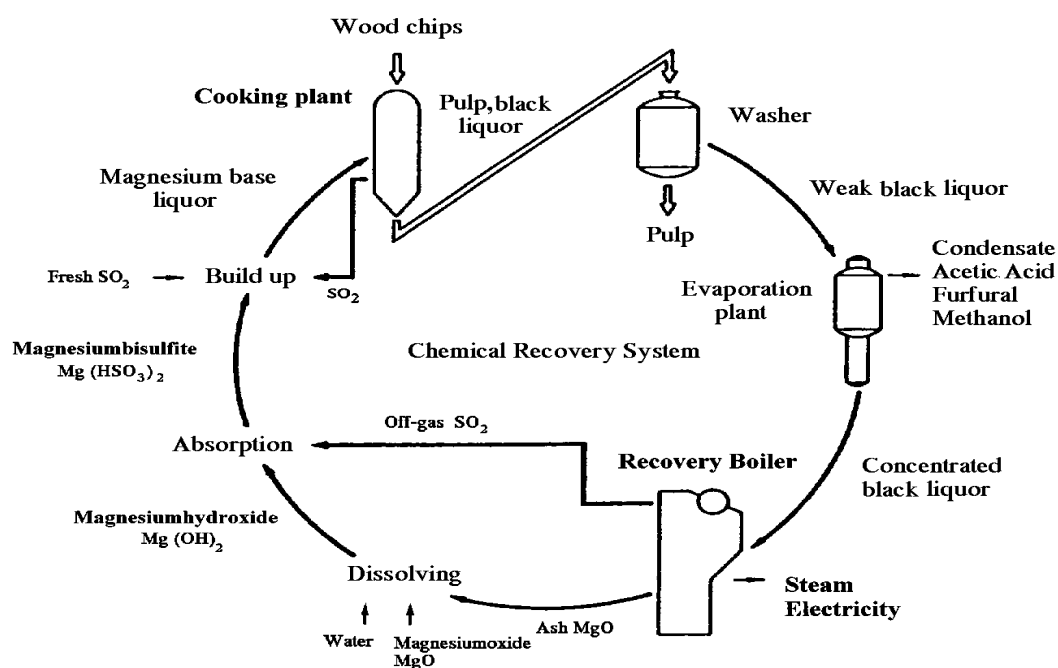 Wood chips
Cooking plant
Pulp, black
liquor
Washer
Magnesium base
liquor
Weak black liquor
Pulp
Fresh SO2
Build up
SO2
Evaporation
plant
Condensate
Acetic Acid
Furfural
Methanol
Magnesiumbisulfite
Mg (HSO3)2
Chemical Recovery System
Off-gas SO2
Absorption
Recovery Boiler
Concentrated
black liquor
Magnesiumhydroxide
Mg (OH)2
Dissolving
Steam
Electricity
Ash MgO
Water
Magnesiumoxide
MgO